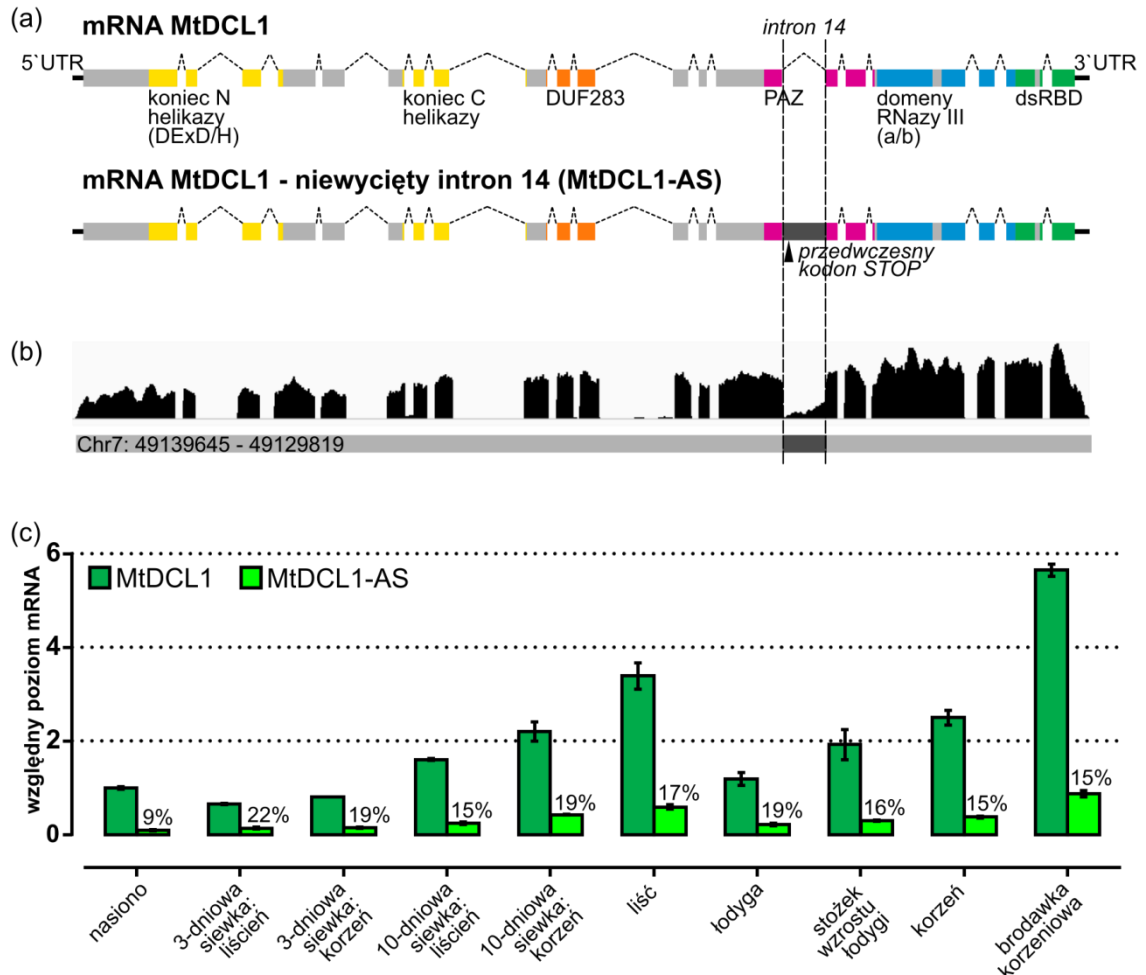 (a)
mRNA MtDCL1
intron 14
5`UTR
3`UTR
koniec N
helikazy
(DExD/H)
koniec C
helikazy
DUF283
PAZ
domeny
RNazy III
(a/b)
dsRBD
mRNA MtDCL1 - niewycięty intron 14 (MtDCL1-AS)
przedwczesny
kodon STOP
(b)
Chr7: 49139645 - 49129819
(c)
względny poziom mRNA
6
4
2
0
MtDCL1
MtDCL1-AS
9%
22%
19%
15%
19%
17%
19%
16%
15%
15%
nasiono
3-dniowa
siewka:
liścień
3-dniowa
siewka:
korzeń
10-dniowa
siewka:
liścień
10-dniowa
siewka:
korzeń
liść
łodyga
stożek
wzrostu
łodygi
korzeń
brodawka
korzeniowa